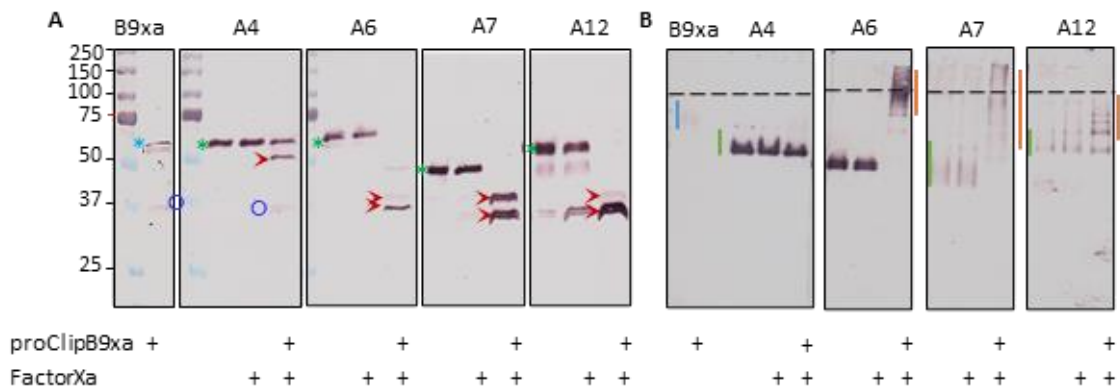 A B
B9xa A4 A6 A7 A12 B9xa A4 A6 A7 A12
250
150
100
75
50
37
25
proClipB9xa + + + + + + + + + +
FactorXa + + + + + + + + + + + + + + + +